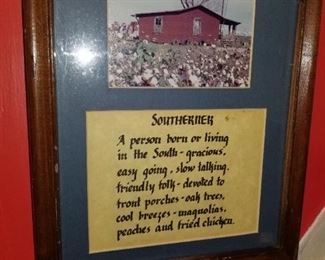 SOUTHERNER
A person born or living
in the South - gracious,
easy going, slow talking,
friendly folk - devoted to
front porches - oak trees,
cool breezes - magnolias,
peaches and fried chicken.